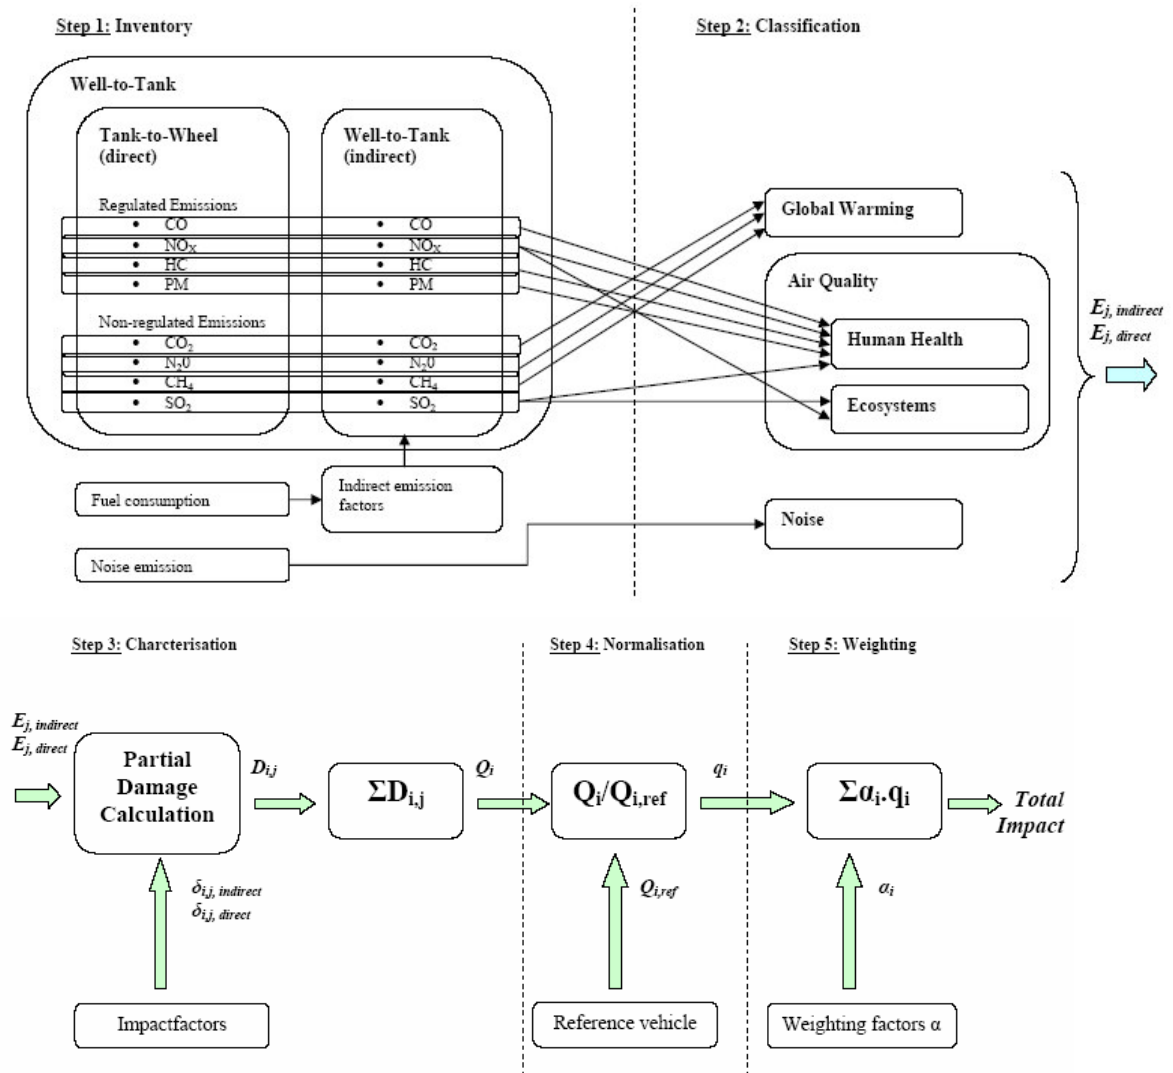 Step 1: Inventory
Step 2: Classification
Well-to-Tank
Tank-to-Wheel
(direct)
Well-to-Tank
(indirect)
Regulated Emissions
• CO
• NOX
• HC
• PM
• CO
• NOX
• HC
• PM
Non-regulated Emissions
• CO2
• N20
• CH4
• SO2
• CO2
• N20
• CH4
• SO2
Fuel consumption
Indirect emission
factors
Noise emission
Global Warming
Air Quality
Human Health
Ecosystems
Noise
Ej, indirect
Ej, direct
Step 3: Charcterisation
Step 4: Normalisation
Step 5: Weighting
Ej, indirect
Ej, direct
Partial
Damage
Calculation
Di,j
ΣDi,j
Qi
Qi/Qi,ref
qi
Σαi.qi
Total
Impact
δi,j, indirect
δi,j, direct
Qi,ref
αi
Impactfactors
Reference vehicle
Weighting factors α